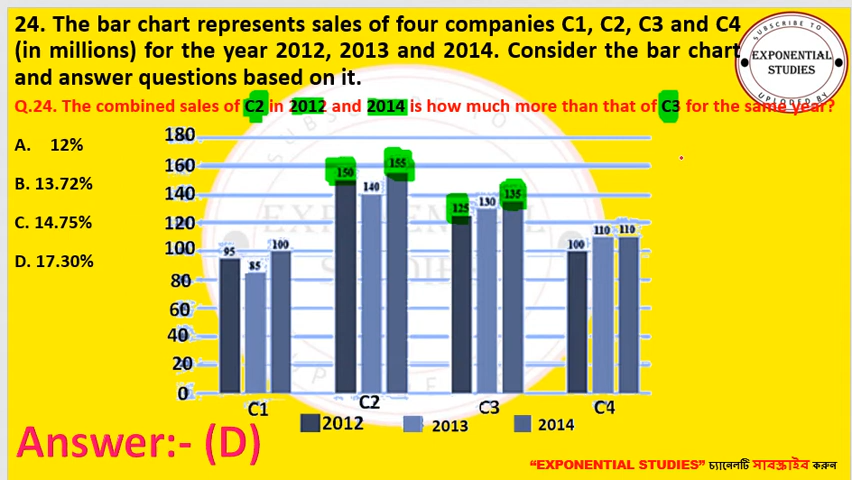 24. The bar chart represents sales of four companies C1, C2, C3 and C4
(in millions) for the year 2012, 2013 and 2014. Consider the bar chart
and answer questions based on it.
SUBSCRIBE TO
EXPONENTIAL
STUDIES
UPLOADED BY
Q.24. The combined sales of C2 in 2012 and 2014 is how much more than that of C3 for the same year?
A. 12%
B. 13.72%
C. 14.75%
D. 17.30%
180
160
140
120
100
80
60
40
20
0
95
85
100
150
140
155
125
130
135
100
110
110
C1
C2
C3
C4
2012
2013
2014
Answer:- (D)
“EXPONENTIAL STUDIES” চ্যানেলটি সাবস্ক্রাইব করুন